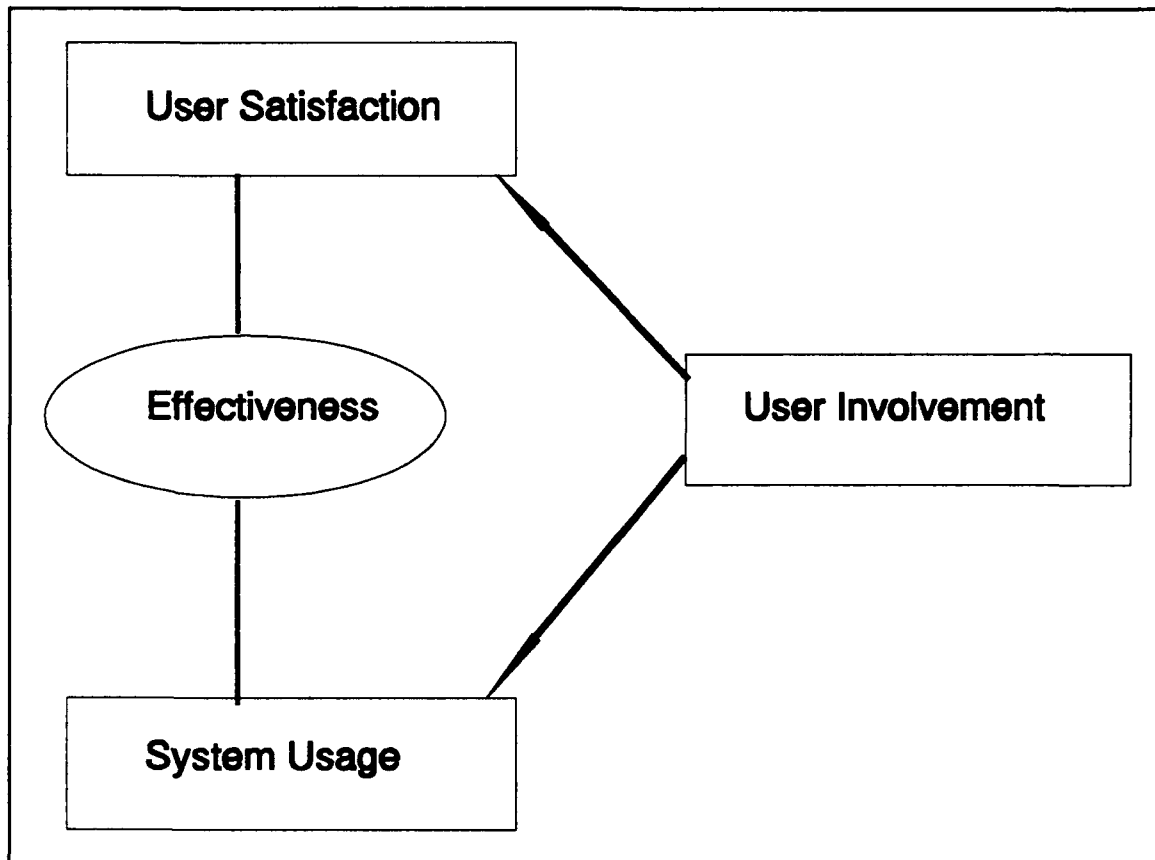 User Satisfaction
Effectiveness
User Involvement
System Usage